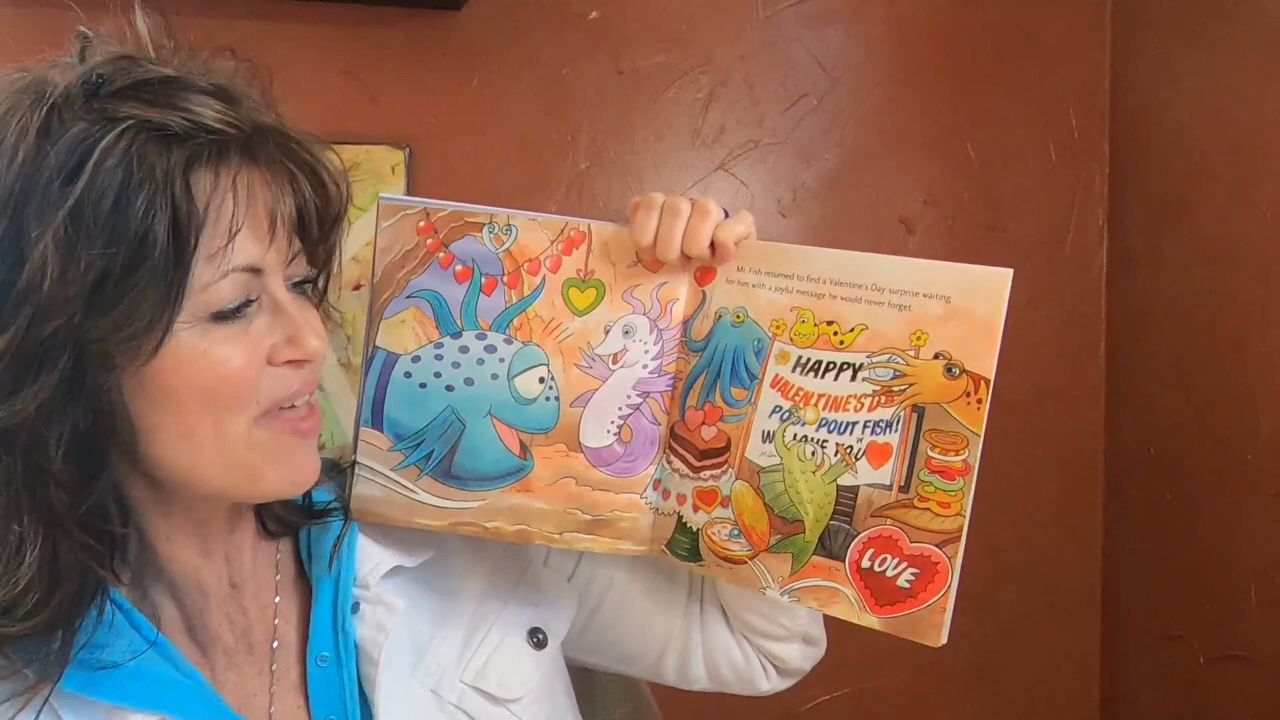 Mr. Fish returned to find a Valentine's Day surprise waiting
for him with a joyful message he would never forget.
HAPPY
VALENTINE'S
POUT FISH!
LOVE